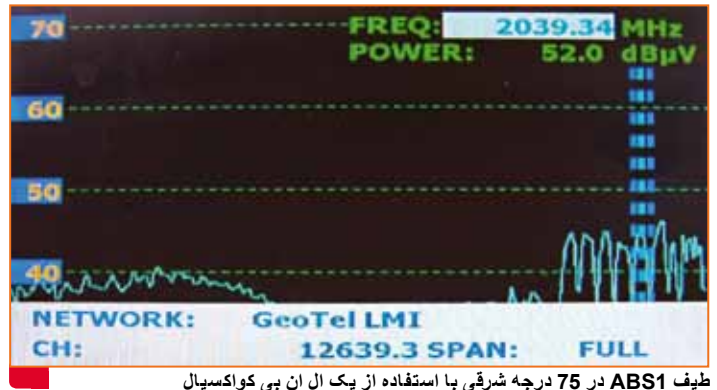 70
FREQ: 2039.34 MHz
POWER: 52.0 dBµV
60
50
40
NETWORK: GeoTel LMI
CH: 12639.3 SPAN: FULL
طیف ABS1 در 75 درجه شرقی با استفاده از یک ال ان بی کواکسیال